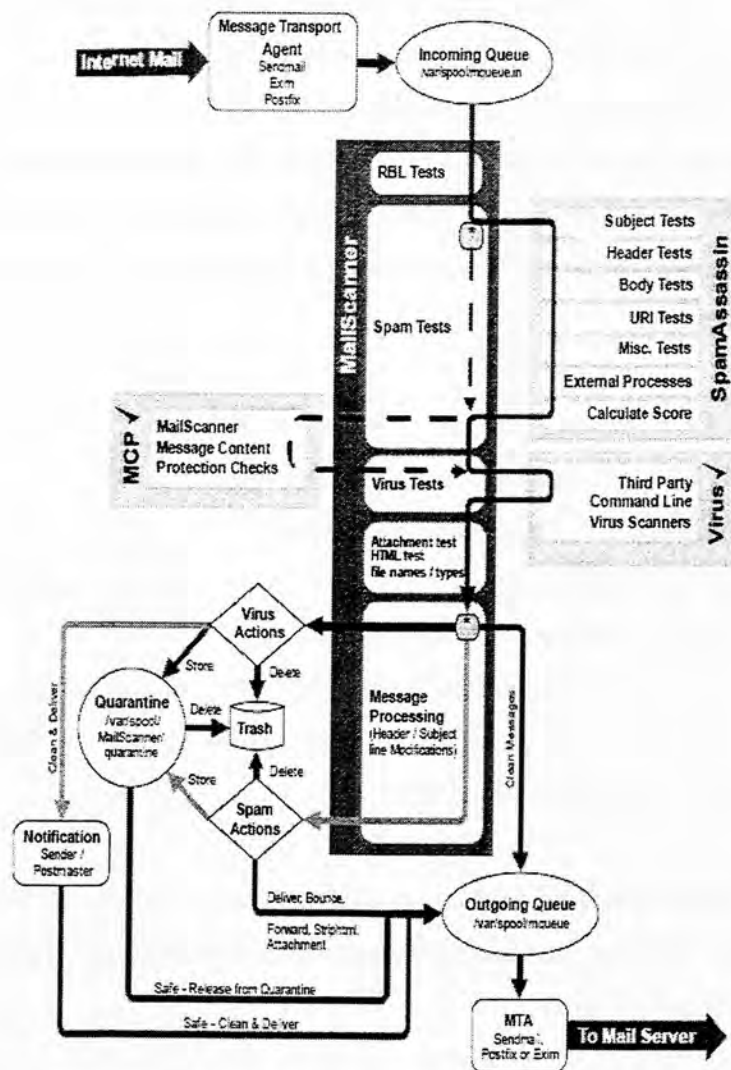 Internet Mail
Message Transport
Agent
Sendmail
Exim
Postfix
Incoming Queue
/var/spool/mqueue.in
MailScanner
RBL Tests
*
Spam Tests
Subject Tests
Header Tests
Body Tests
URI Tests
Misc. Tests
External Processes
Calculate Score
SpamAssassin
MCP ✓
MailScanner
Message Content
Protection Checks
Virus Tests
Third Party
Command Line
Virus Scanners
Virus ✓
Attachment test
HTML test
file names / types
*
Virus
Actions
Store
Delete
Clean & Deliver
Quarantine
/var/spool/
MailScanner/
quarantine
Delete
Trash
Message
Processing
(Header / Subject
line Modifications)
Clean Messages
Store
Delete
Spam
Actions
Notification
Sender /
Postmaster
Deliver, Bounce,
Forward, Striphtml,
Attachment
Outgoing Queue
/var/spool/mqueue
Safe - Release from Quarantine
Safe - Clean & Deliver
MTA
Sendmail,
Postfix or Exim
To Mail Server